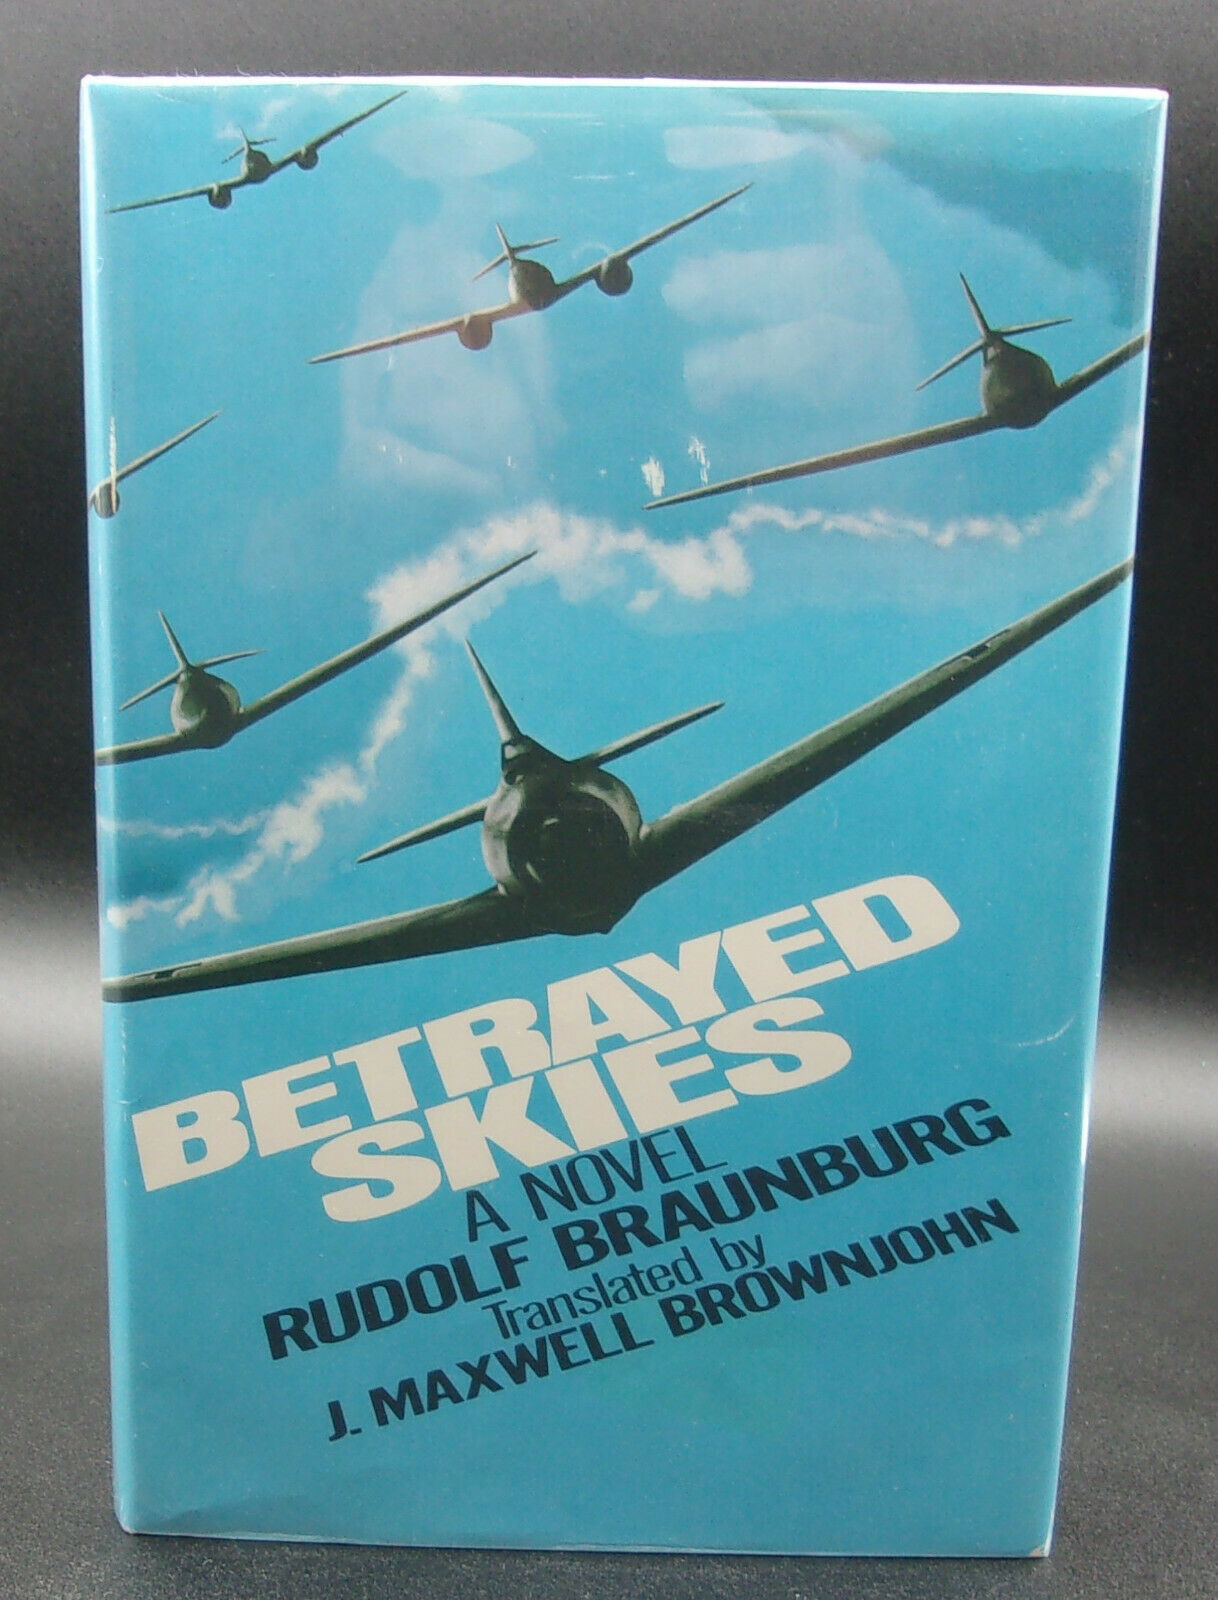 BETRAYED
SKIES
A NOVEL
RUDOLF BRAUNBURG
Translated by
J. MAXWELL BROWNJOHN